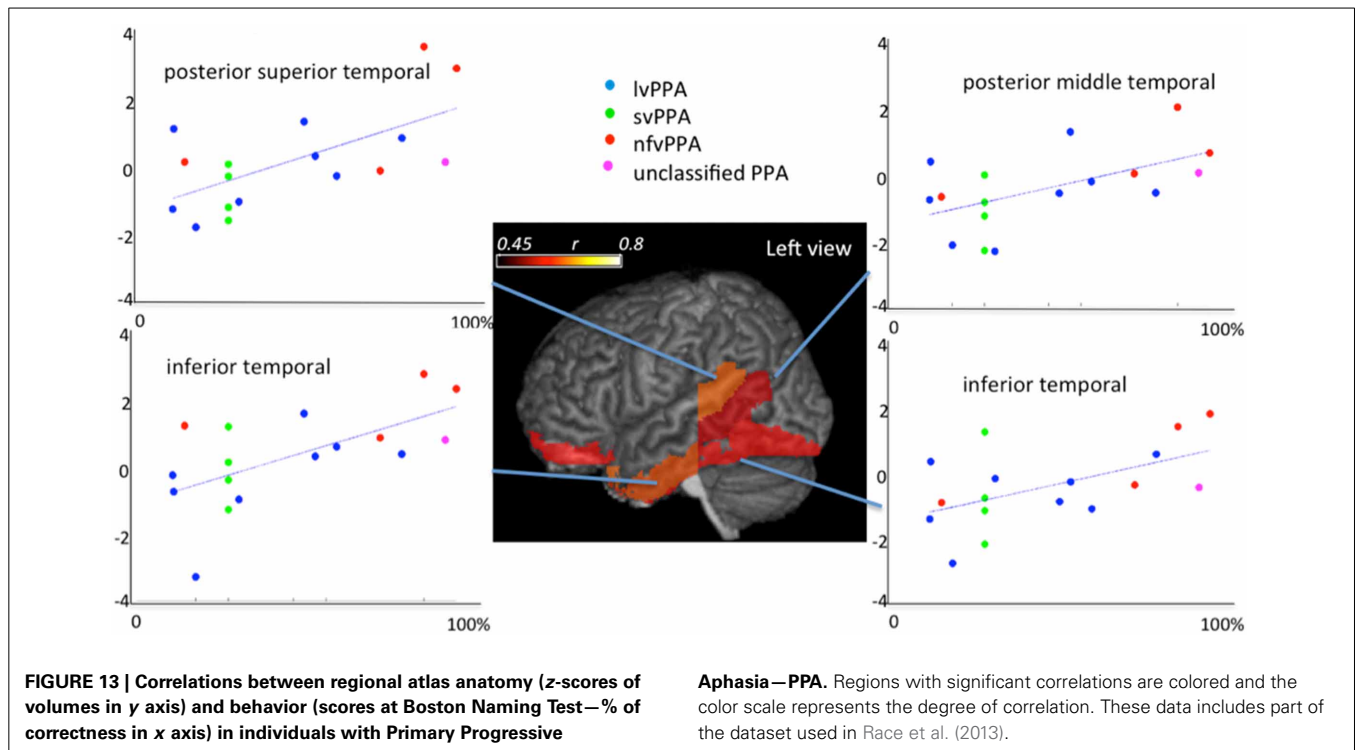 4
posterior superior temporal
2
0
-2
-4
0
100%
lvPPA
svPPA
nfvPPA
unclassified PPA
4
posterior middle temporal
2
0
-2
-4
0
100%
0.45 r 0.8
Left view
4
inferior temporal
2
0
-2
-4
0
100%
4
inferior temporal
2
0
-2
-4
0
100%
FIGURE 13 | Correlations between regional atlas anatomy (z-scores of
volumes in y axis) and behavior (scores at Boston Naming Test—% of
correctness in x axis) in individuals with Primary Progressive
Aphasia—PPA. Regions with significant correlations are colored and the
color scale represents the degree of correlation. These data includes part of
the dataset used in Race et al. (2013).